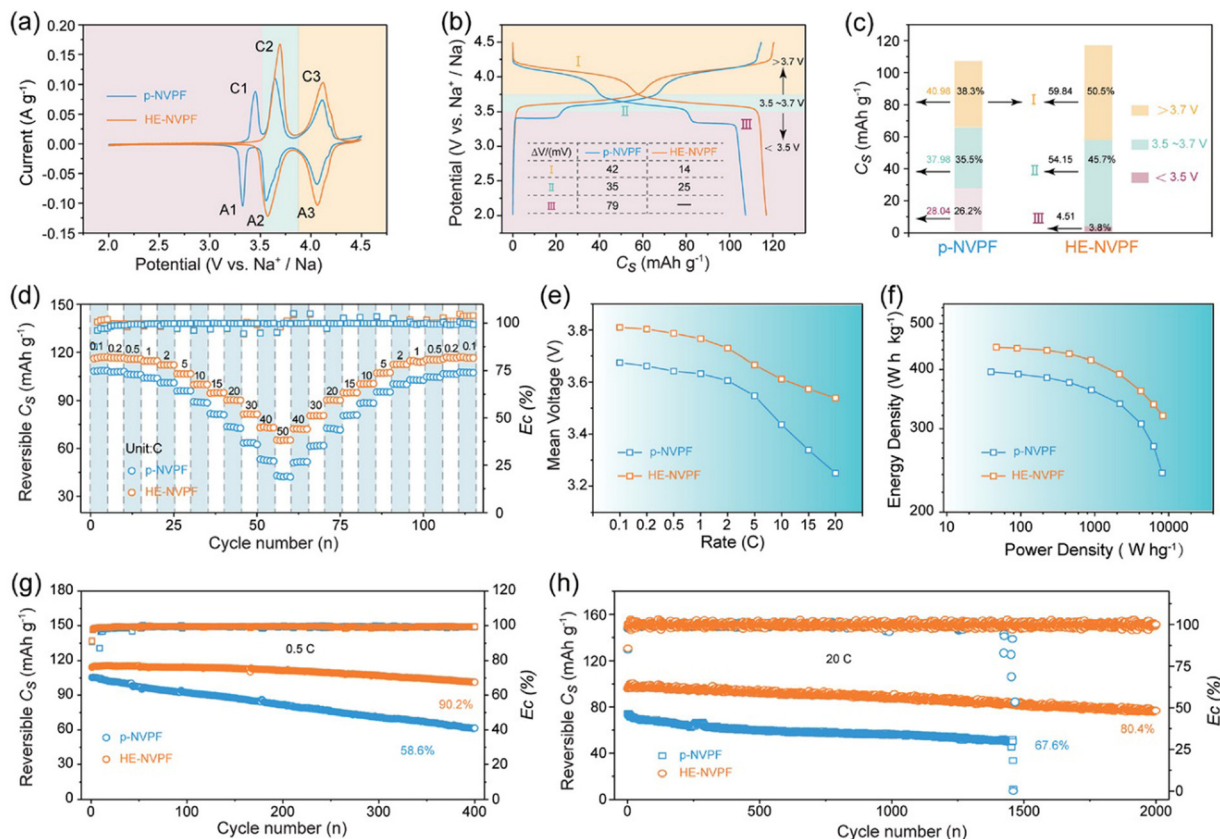 (a)
0.20
0.15
0.10
0.05
0.00
-0.05
-0.10
-0.15
Current (A g⁻¹)
p-NVPF
HE-NVPF
C1
C2
C3
A1
A2
A3
2.0 2.5 3.0 3.5 4.0 4.5
Potential (V vs. Na⁺ / Na)
(b)
4.5
4.0
3.5
3.0
2.5
2.0
Potential (V vs. Na⁺ / Na)
I
II
III
>3.7 V
3.5 ~3.7 V
< 3.5 V
ΔV/(mV) p-NVPF HE-NVPF
I 42 14
II 35 25
III 79 —
0 20 40 60 80 100 120
Cs (mAh g⁻¹)
(c)
120
100
80
60
40
20
0
Cs (mAh g⁻¹)
40.98 38.3% I 59.84 50.5%
37.98 35.5% II 54.15 45.7%
28.04 26.2% III 4.51 3.8%
>3.7 V
3.5 ~3.7 V
< 3.5 V
p-NVPF HE-NVPF
(d)
150
135
120
105
90
75
60
45
30
Reversible Cs (mAh g⁻¹)
0.1 0.2 0.5 1 2 5 10 15 20 30 40 50 40 30 20 15 10 5 2 1 0.5 0.2 0.1
Unit:C
p-NVPF
HE-NVPF
100
75
50
25
0
Ec (%)
0 25 50 75 100
Cycle number (n)
(e)
3.8
3.6
3.4
3.2
Mean Voltage (V)
HE-NVPF
p-NVPF
0.1 0.2 0.5 1 2 5 10 15 20
Rate (C)
(f)
500
400
300
200
Energy Density (W h kg⁻¹)
p-NVPF
HE-NVPF
10 100 1000 10000
Power Density ( W hg⁻¹)
(g)
180
150
120
90
60
30
0
Reversible Cs (mAh g⁻¹)
0.5 C
90.2%
58.6%
p-NVPF
HE-NVPF
120
100
80
60
40
20
0
Ec (%)
0 100 200 300 400
Cycle number (n)
(h)
160
120
80
40
0
Reversible Cs (mAh g⁻¹)
20 C
80.4%
67.6%
p-NVPF
HE-NVPF
100
75
50
25
0
Ec (%)
0 500 1000 1500 2000
Cycle number (n)